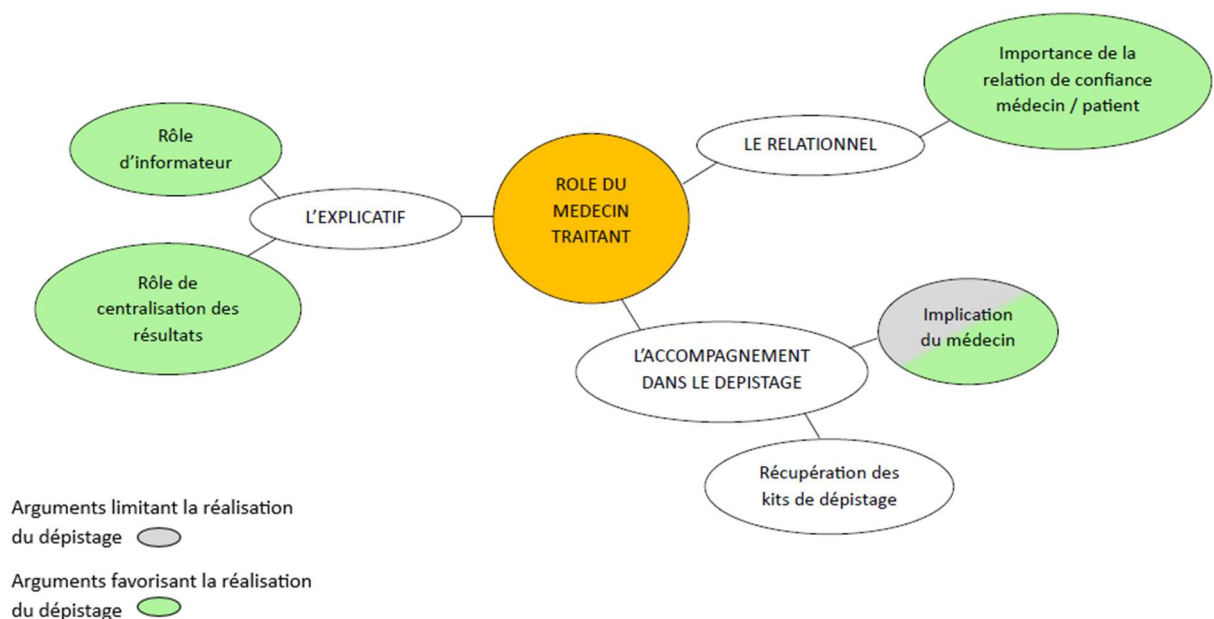 Importance de la
relation de confiance
médecin / patient
Rôle
d'informateur
LE RELATIONNEL
ROLE DU
MEDECIN
TRAITANT
L'EXPLICATIF
Rôle de
centralisation des
résultats
Implication
du médecin
L'ACCOMPAGNEMENT
DANS LE DEPISTAGE
Récupération des
kits de dépistage
Arguments limitant la réalisation
du dépistage
Arguments favorisant la réalisation
du dépistage